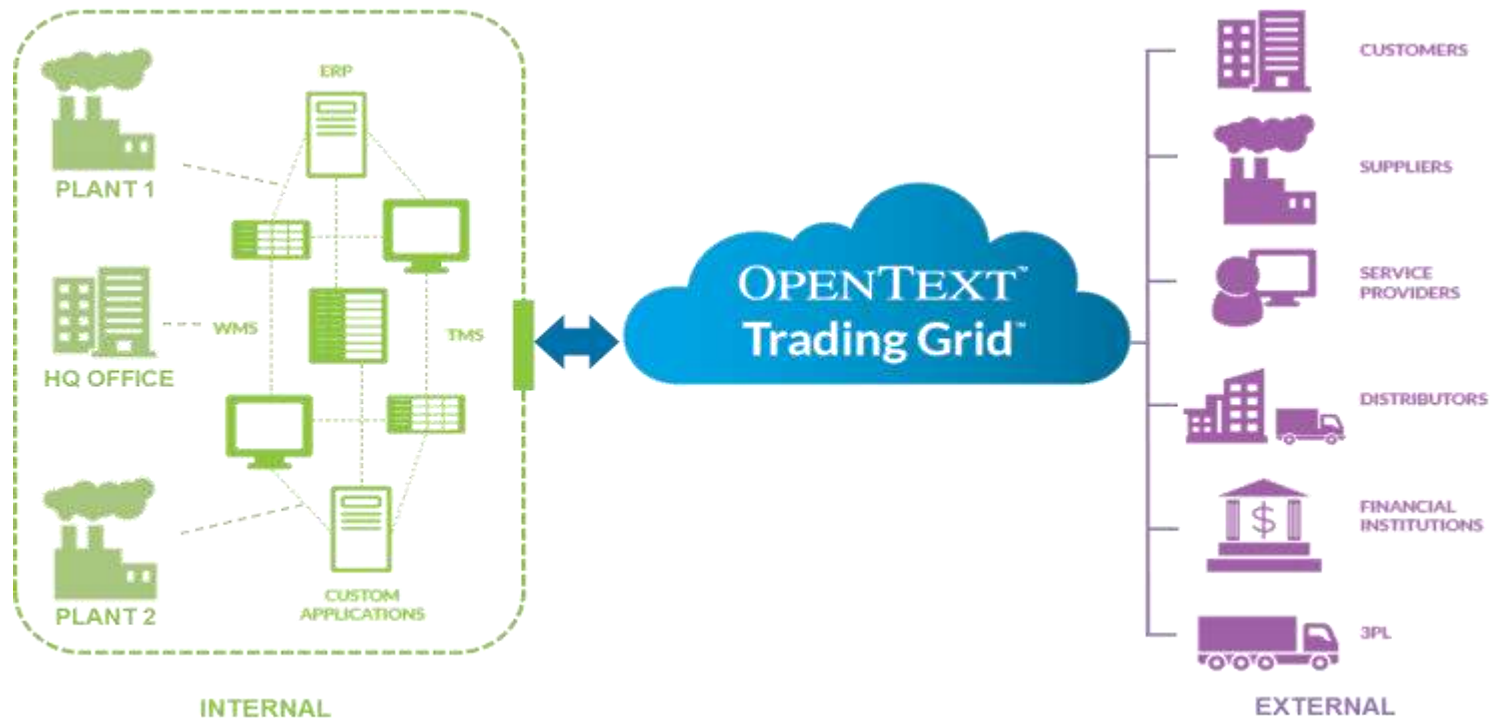 ERP
PLANT 1
WMS
TMS
HQ OFFICE
PLANT 2
CUSTOM
APPLICATIONS
INTERNAL
OPENTEXT™
Trading Grid™
CUSTOMERS
SUPPLIERS
SERVICE
PROVIDERS
DISTRIBUTORS
$
FINANCIAL
INSTITUTIONS
3PL
EXTERNAL